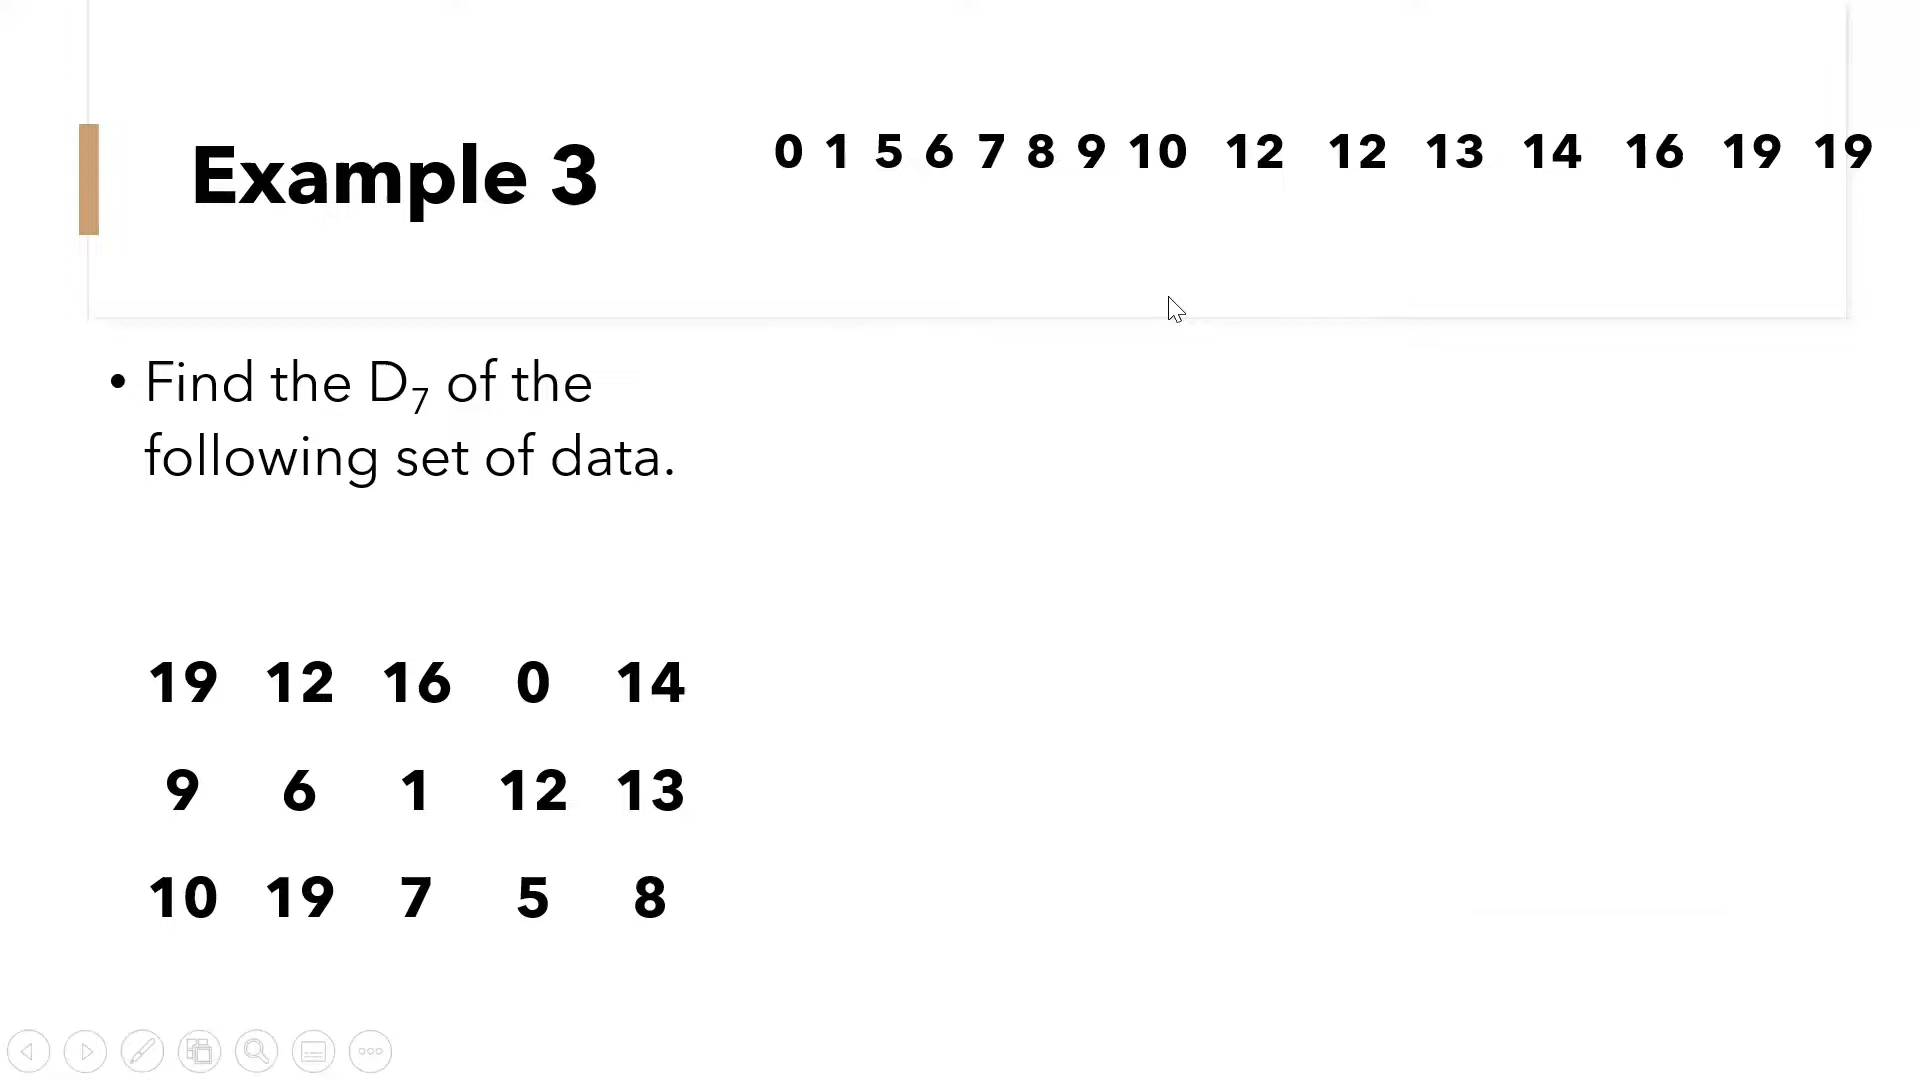 Example 3
0 1 5 6 7 8 9 10 12 12 13 14 16 19 19
• Find the D₇ of the
following set of data.
19 12 16 0 14
9 6 1 12 13
10 19 7 5 8